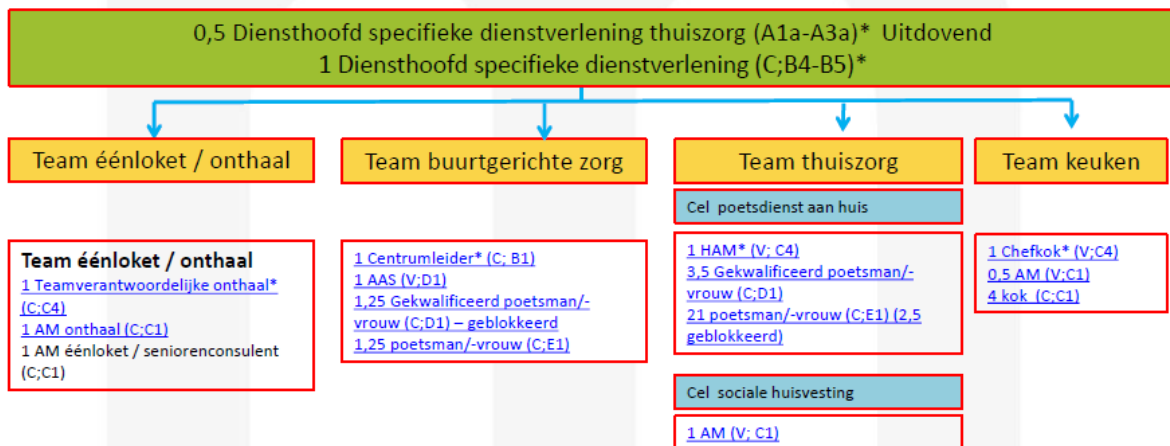 0,5 Diensthoofd specifieke dienstverlening thuiszorg (A1a-A3a)* Uitdovend
1 Diensthoofd specifieke dienstverlening (C;B4-B5)*
Team éénloket / onthaal
Team éénloket / onthaal
1 Teamverantwoordelijke onthaal*
(C;C4)
1 AM onthaal (C;C1)
1 AM éénloket / seniorenconsulent
(C;C1)
Team buurtgerichte zorg
1 Centrumleider* (C; B1)
1 AAS (V;D1)
1,25 Gekwalificeerd poetsman/-
vrouw (C;D1) – geblokkeerd
1,25 poetsman/-vrouw (C;E1)
Team thuiszorg
Cel poetsdienst aan huis
1 HAM* (V; C4)
3,5 Gekwalificeerd poetsman/-
vrouw (C;D1)
21 poetsman/-vrouw (C;E1) (2,5
geblokkeerd)
Cel sociale huisvesting
1 AM (V; C1)
Team keuken
1 Chefkok* (V;C4)
0,5 AM (V;C1)
4 kok (C;C1)